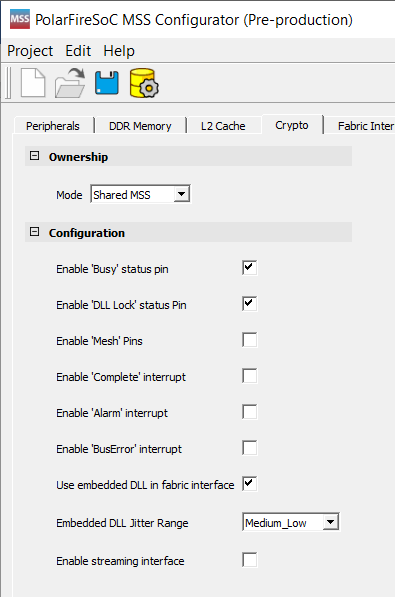 MSS PolarFireSoC MSS Configurator (Pre-production)
Project Edit Help
Peripherals DDR Memory L2 Cache Crypto Fabric Inter
Ownership
Mode Shared MSS
Configuration
Enable 'Busy' status pin
Enable 'DLL Lock' status Pin
Enable 'Mesh' Pins
Enable 'Complete' interrupt
Enable 'Alarm' interrupt
Enable 'BusError' interrupt
Use embedded DLL in fabric interface
Embedded DLL Jitter Range Medium_Low
Enable streaming interface